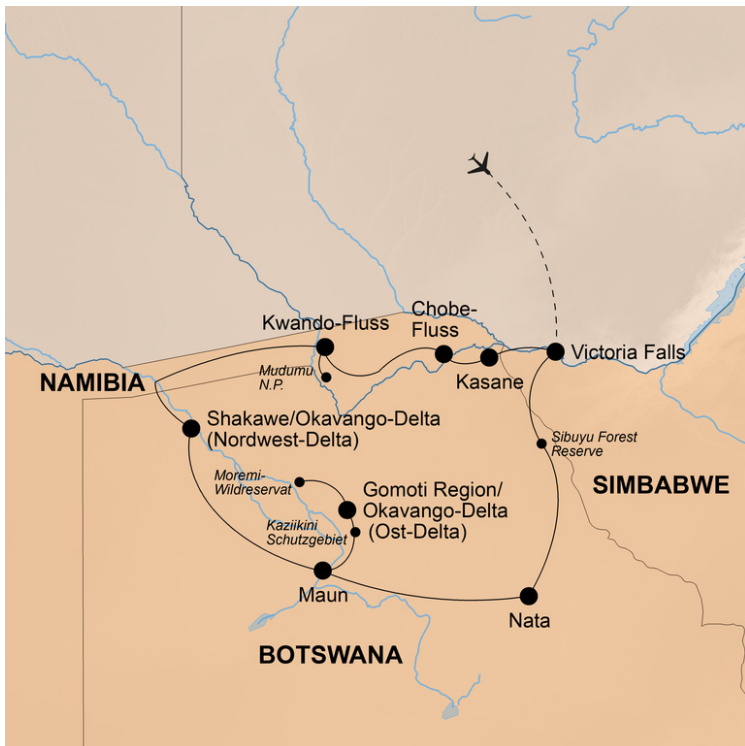 Chobe-
Fluss
Kwando-Fluss
Victoria Falls
Kasane
Mudumu
N.P.
NAMIBIA
Shakawe/Okavango-Delta
(Nordwest-Delta)
Sibuyu Forest
Reserve
Moremi-
Wildreservat
Gomoti Region/
Okavango-Delta
(Ost-Delta)
SIMBABWE
Kaziikini
Schutzgebiet
Maun
Nata
BOTSWANA